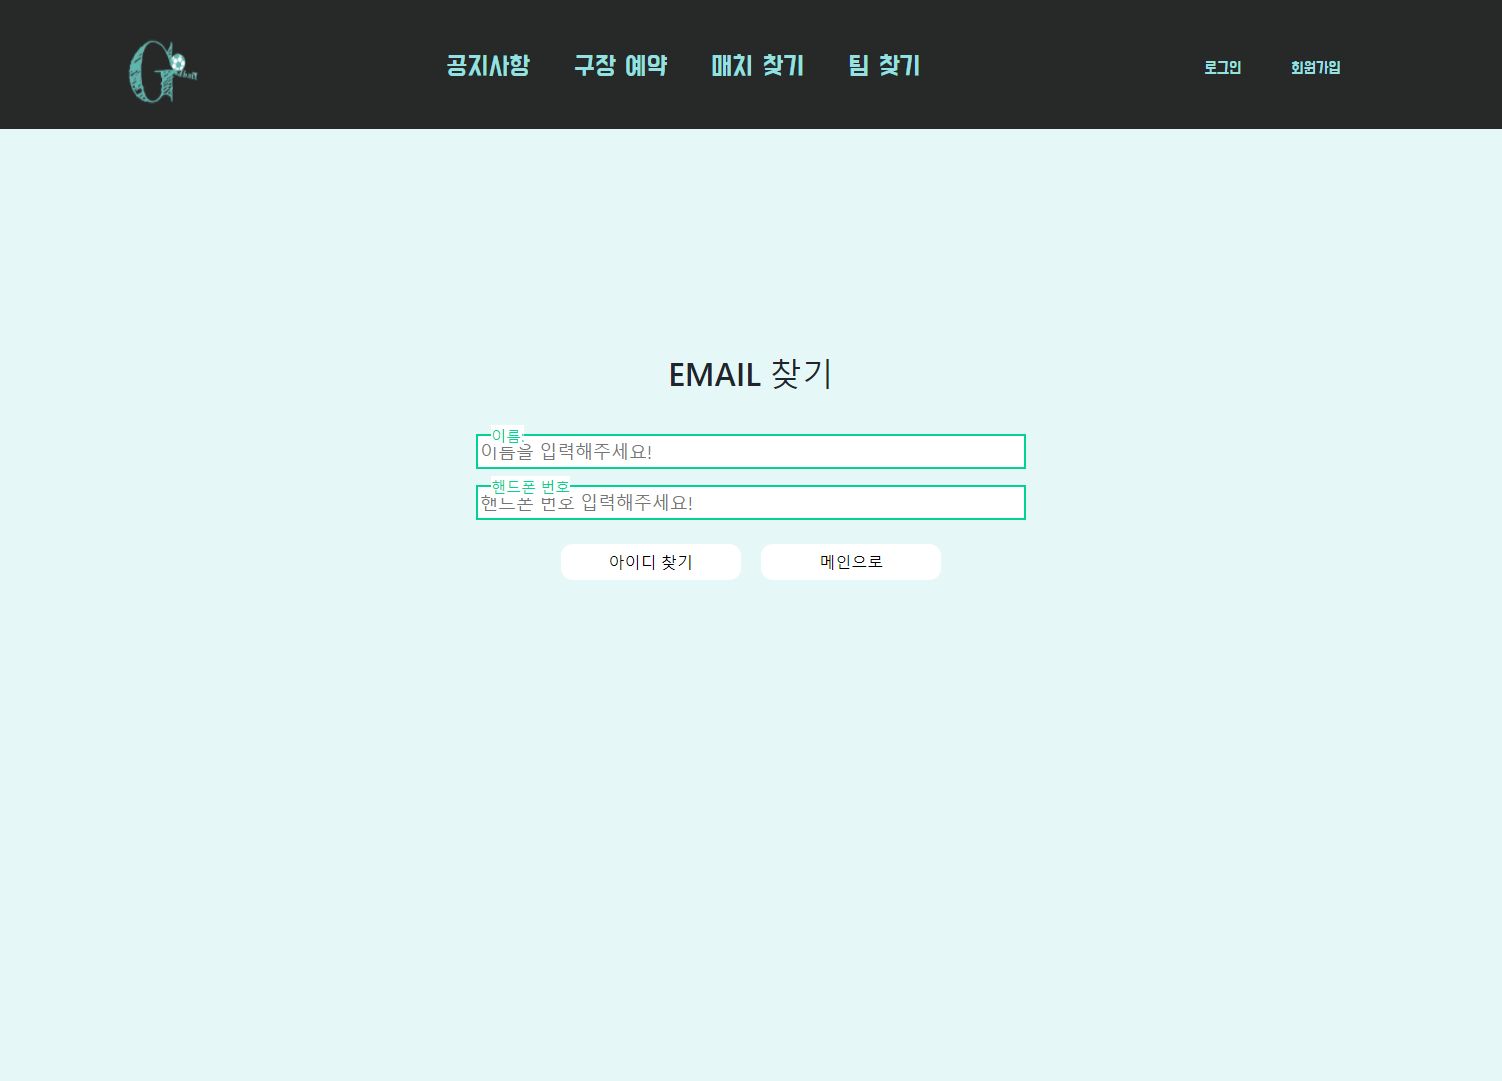 G ball
공지사항 구장 예약 매치 찾기 팀 찾기 로그인 회원가입
EMAIL 찾기
이름:
이름을 입력해주세요!
핸드폰 번호
핸드폰 번호 입력해주세요!
아이디 찾기 메인으로